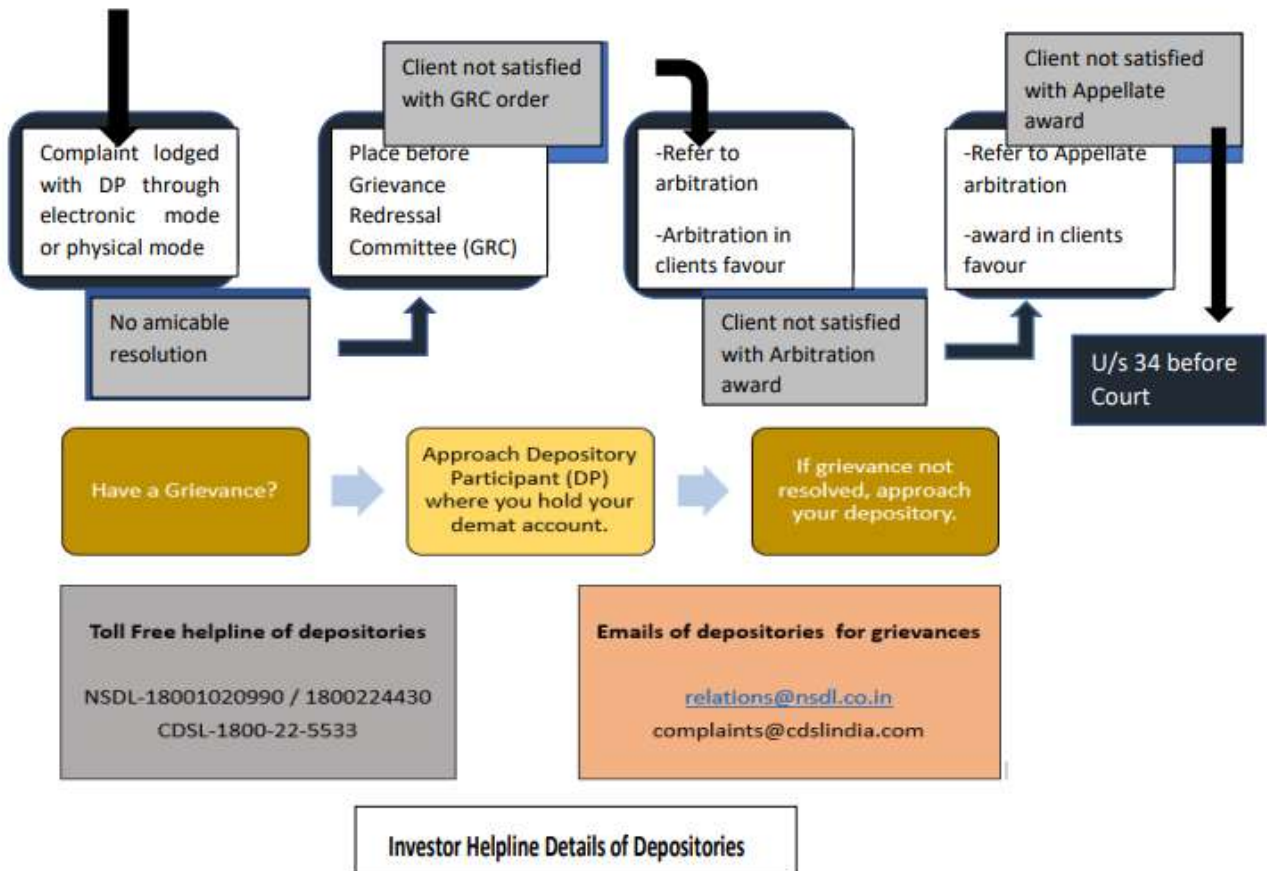 Complaint lodged
with DP through
electronic mode
or physical mode
No amicable
resolution
Place before
Grievance
Redressal
Committee (GRC)
Client not satisfied
with GRC order
-Refer to
arbitration
-Arbitration in
clients favour
Client not satisfied
with Arbitration
award
-Refer to Appellate
arbitration
-award in clients
favour
Client not satisfied
with Appellate
award
U/s 34 before
Court
Have a Grievance?
Approach Depository
Participant (DP)
where you hold your
demat account.
If grievance not
resolved, approach
your depository.
Toll Free helpline of depositories
NSDL-18001020990 / 1800224430
CDSL-1800-22-5533
Emails of depositories for grievances
relations@nsdl.co.in
complaints@cdslindia.com
Investor Helpline Details of Depositories